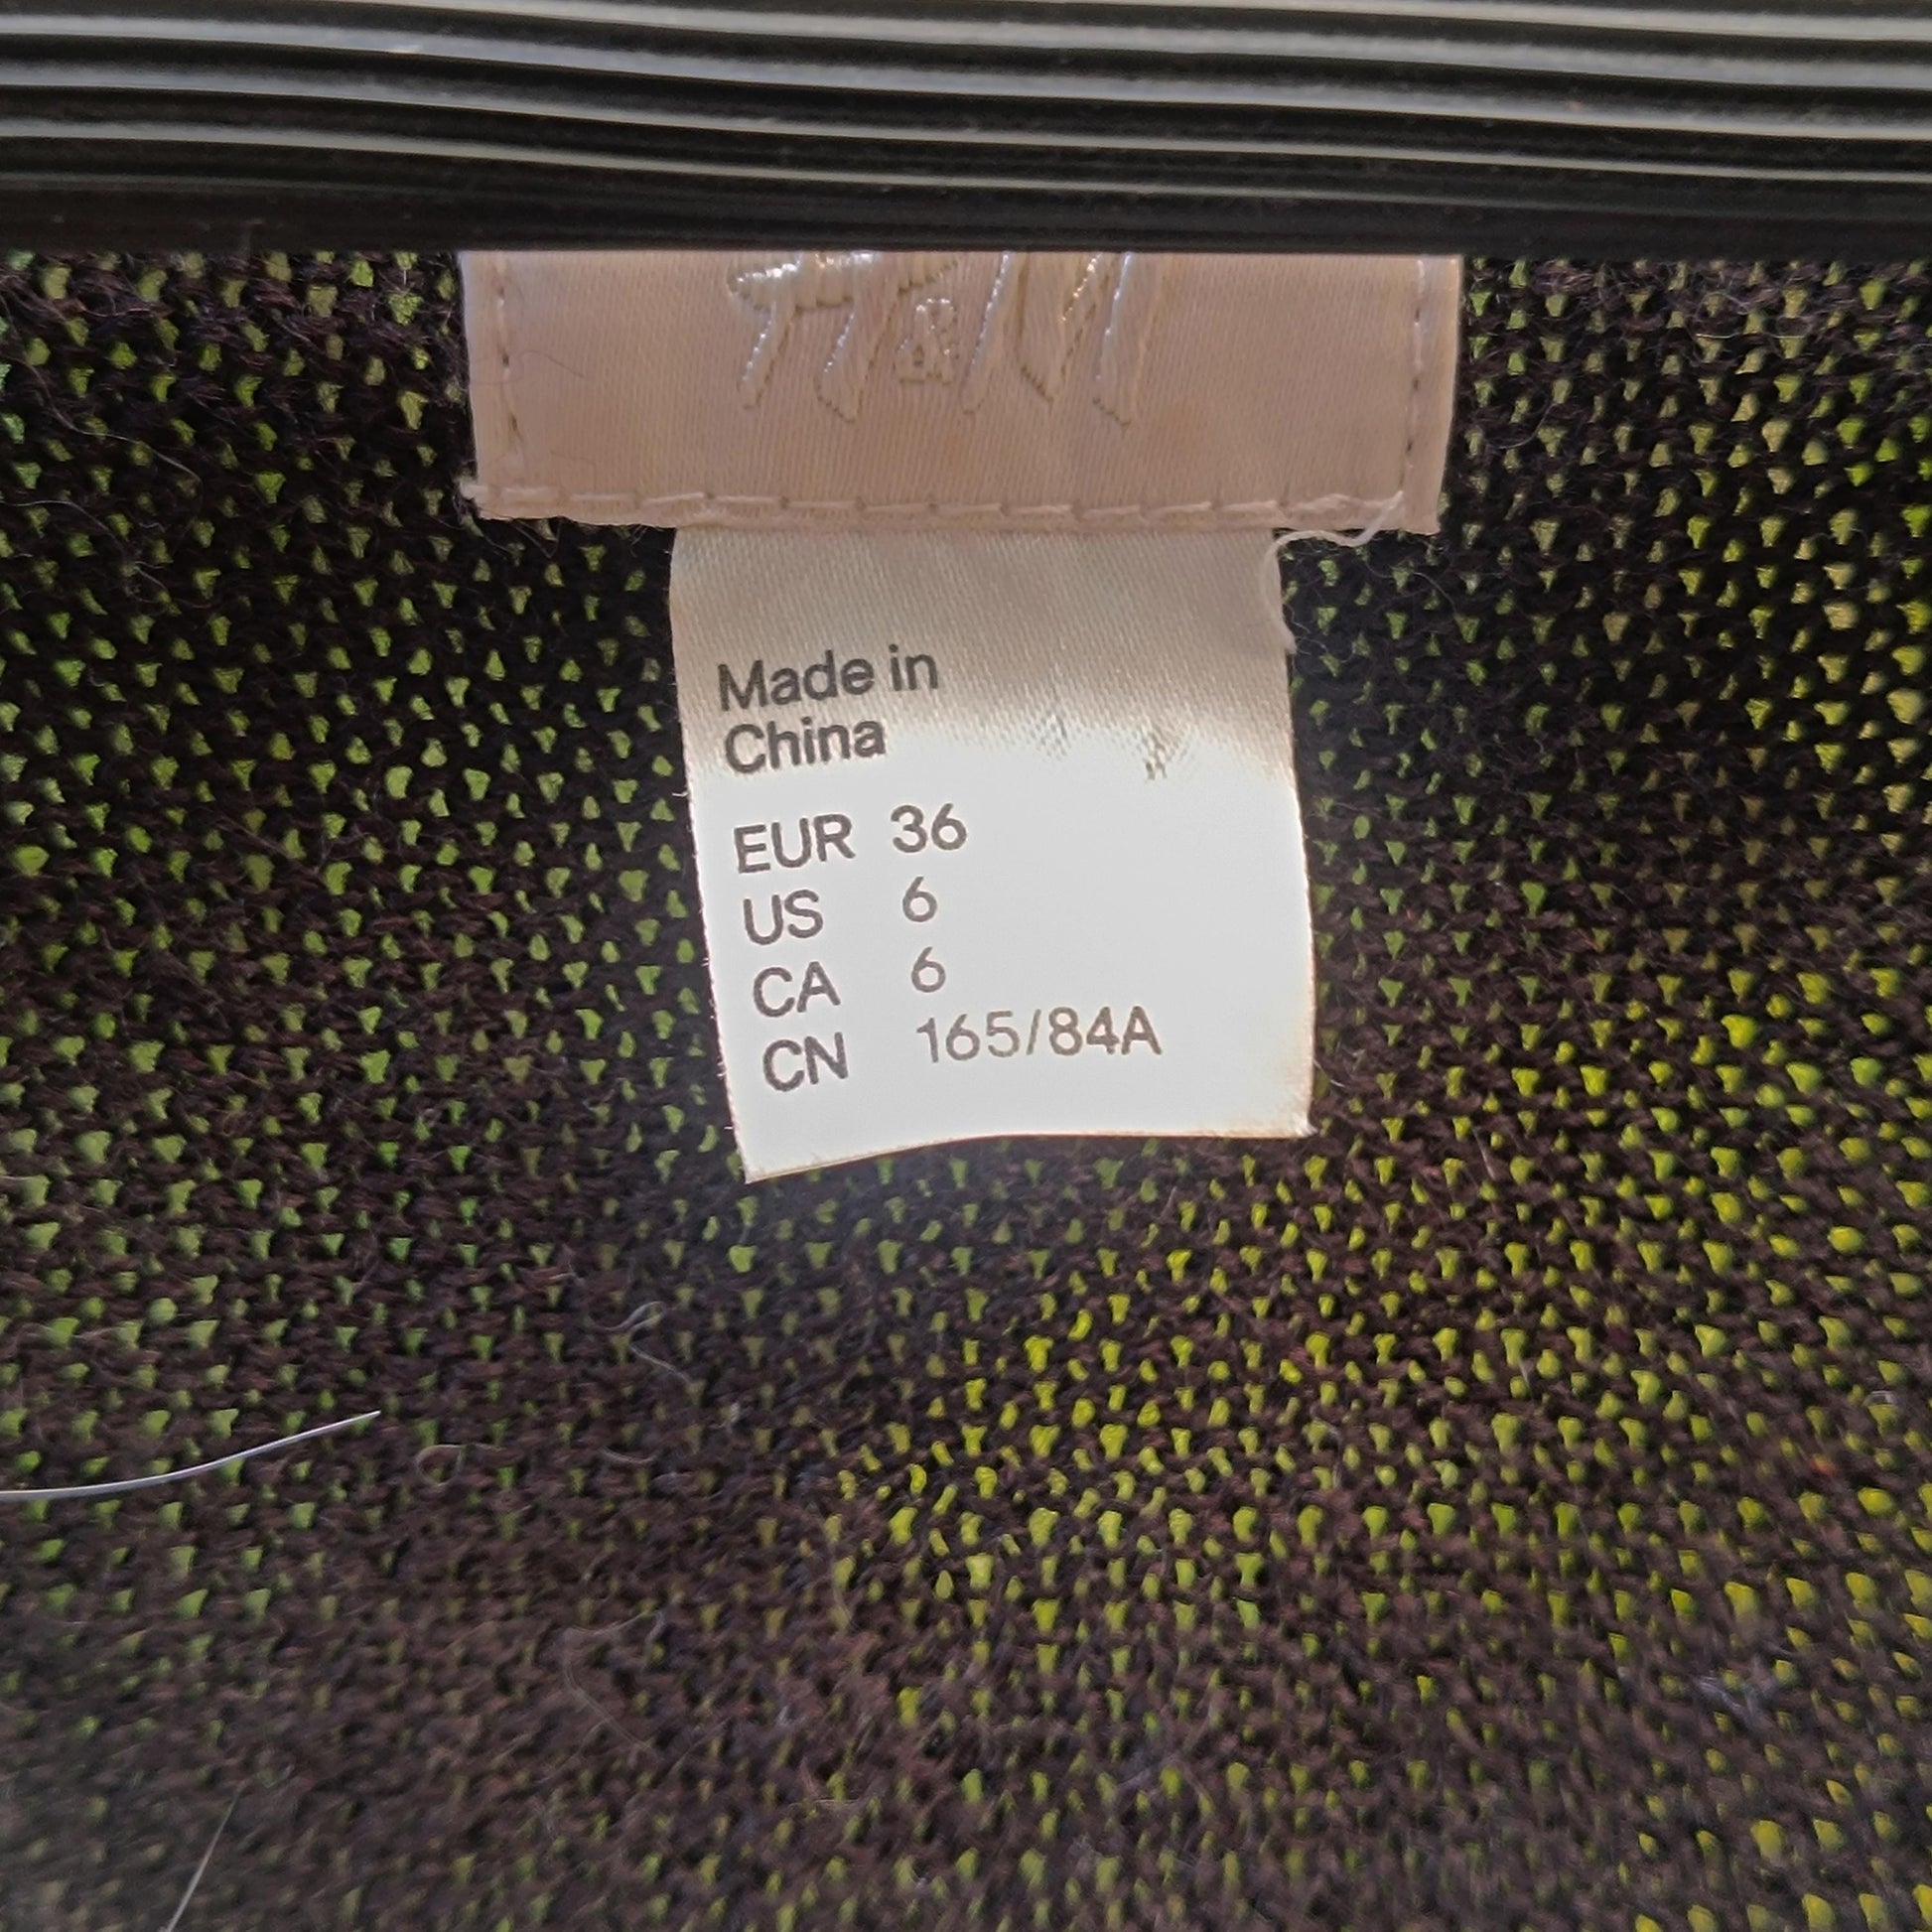 H&M
Made in
China
EUR 36
US 6
CA 6
CN 165/84A